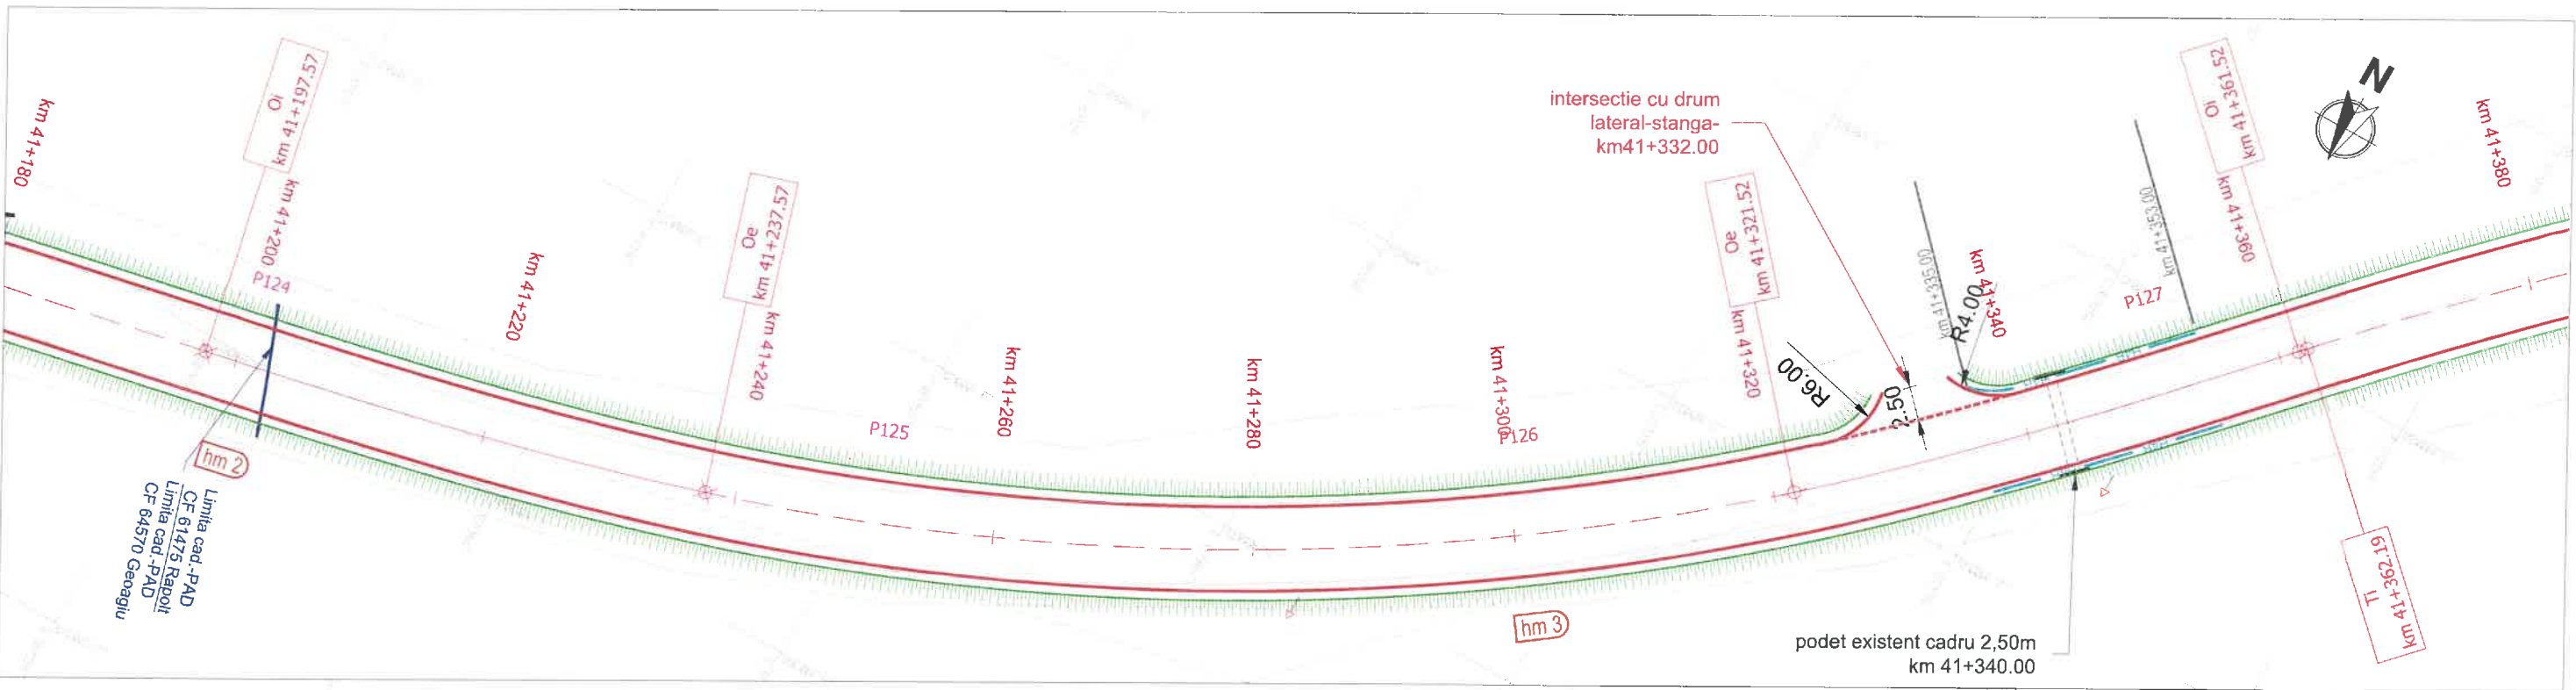 km 41+180
Oi
km 41+197.57
km 41+200
P124
hm 2
Limita cad.-PAD
CF 61475 Rapolt
Limita cad.-PAD
CF 64570 Geoagiu
km 41+220
Oe
km 41+237.57
km 41+240
P125
km 41+260
km 41+280
km 41+300
P126
hm 3
intersectie cu drum
lateral-stanga-
km41+332.00
Oe
km 41+321.52
km 41+320
R6.00
2.50
km 41+335.00
R4.00
km 41+340
km 41+353.00
P127
podet existent cadru 2,50m
km 41+340.00
km 41+361.52
Oi
km 41+360
Ti
km 41+362.19
N
km 41+380